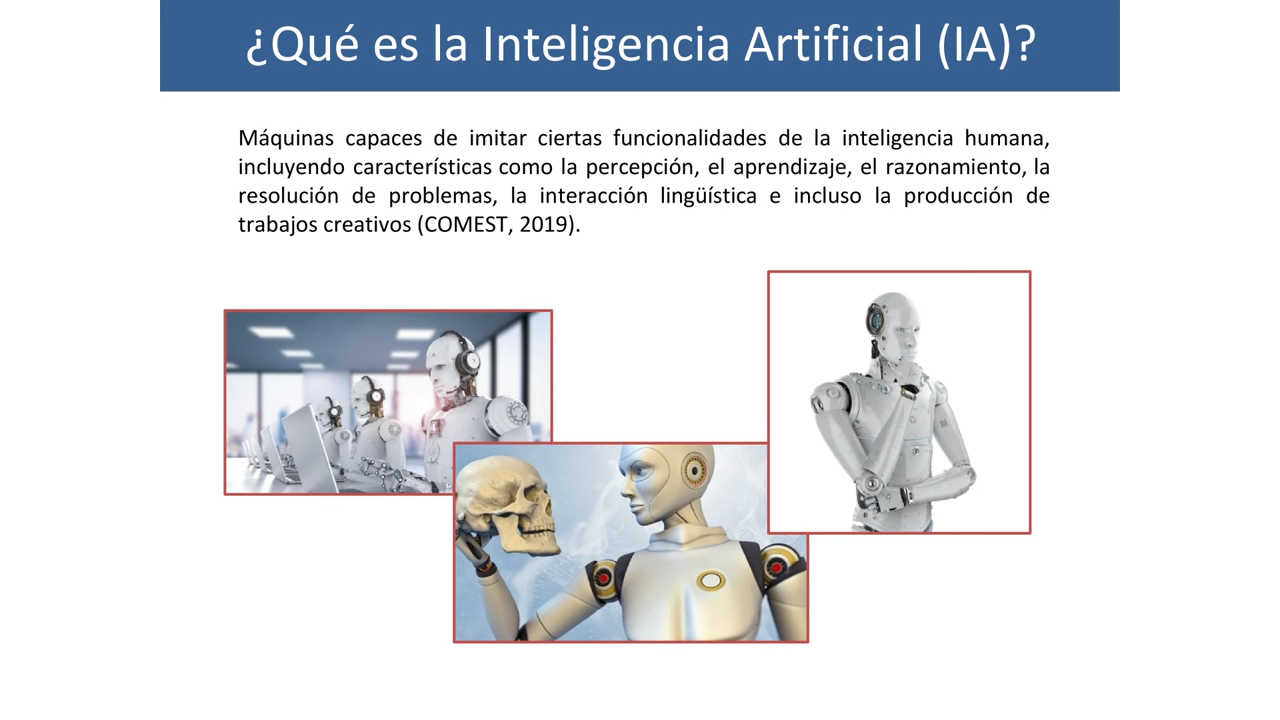 ¿Qué es la Inteligencia Artificial (IA)?
Máquinas capaces de imitar ciertas funcionalidades de la inteligencia humana,
incluyendo características como la percepción, el aprendizaje, el razonamiento, la
resolución de problemas, la interacción lingüística e incluso la producción de
trabajos creativos (COMEST, 2019).